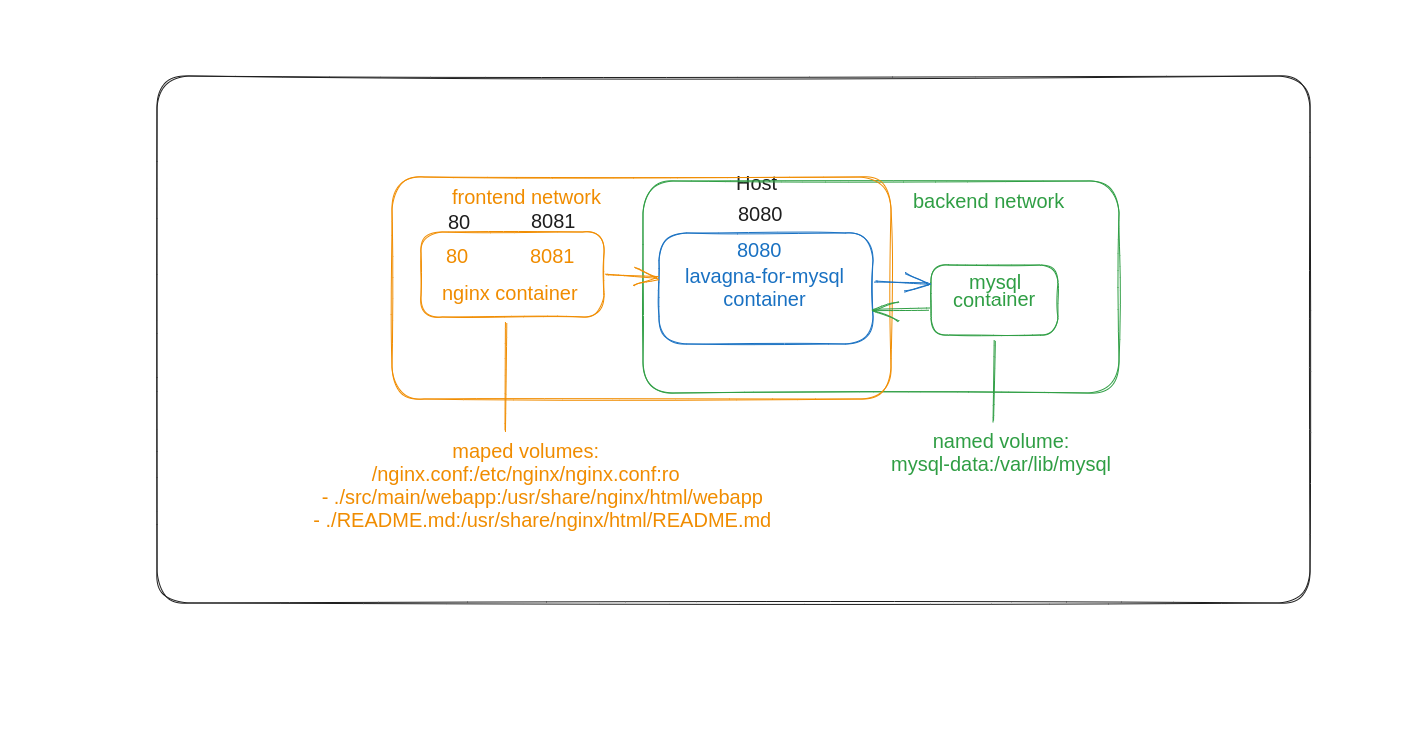 Host
frontend network
backend network
80
8081
8080
80
8081
8080
nginx container
lavagna-for-mysql
container
mysql
container
maped volumes:
/nginx.conf:/etc/nginx/nginx.conf:ro
- ./src/main/webapp:/usr/share/nginx/html/webapp
- ./README.md:/usr/share/nginx/html/README.md
named volume:
mysql-data:/var/lib/mysql